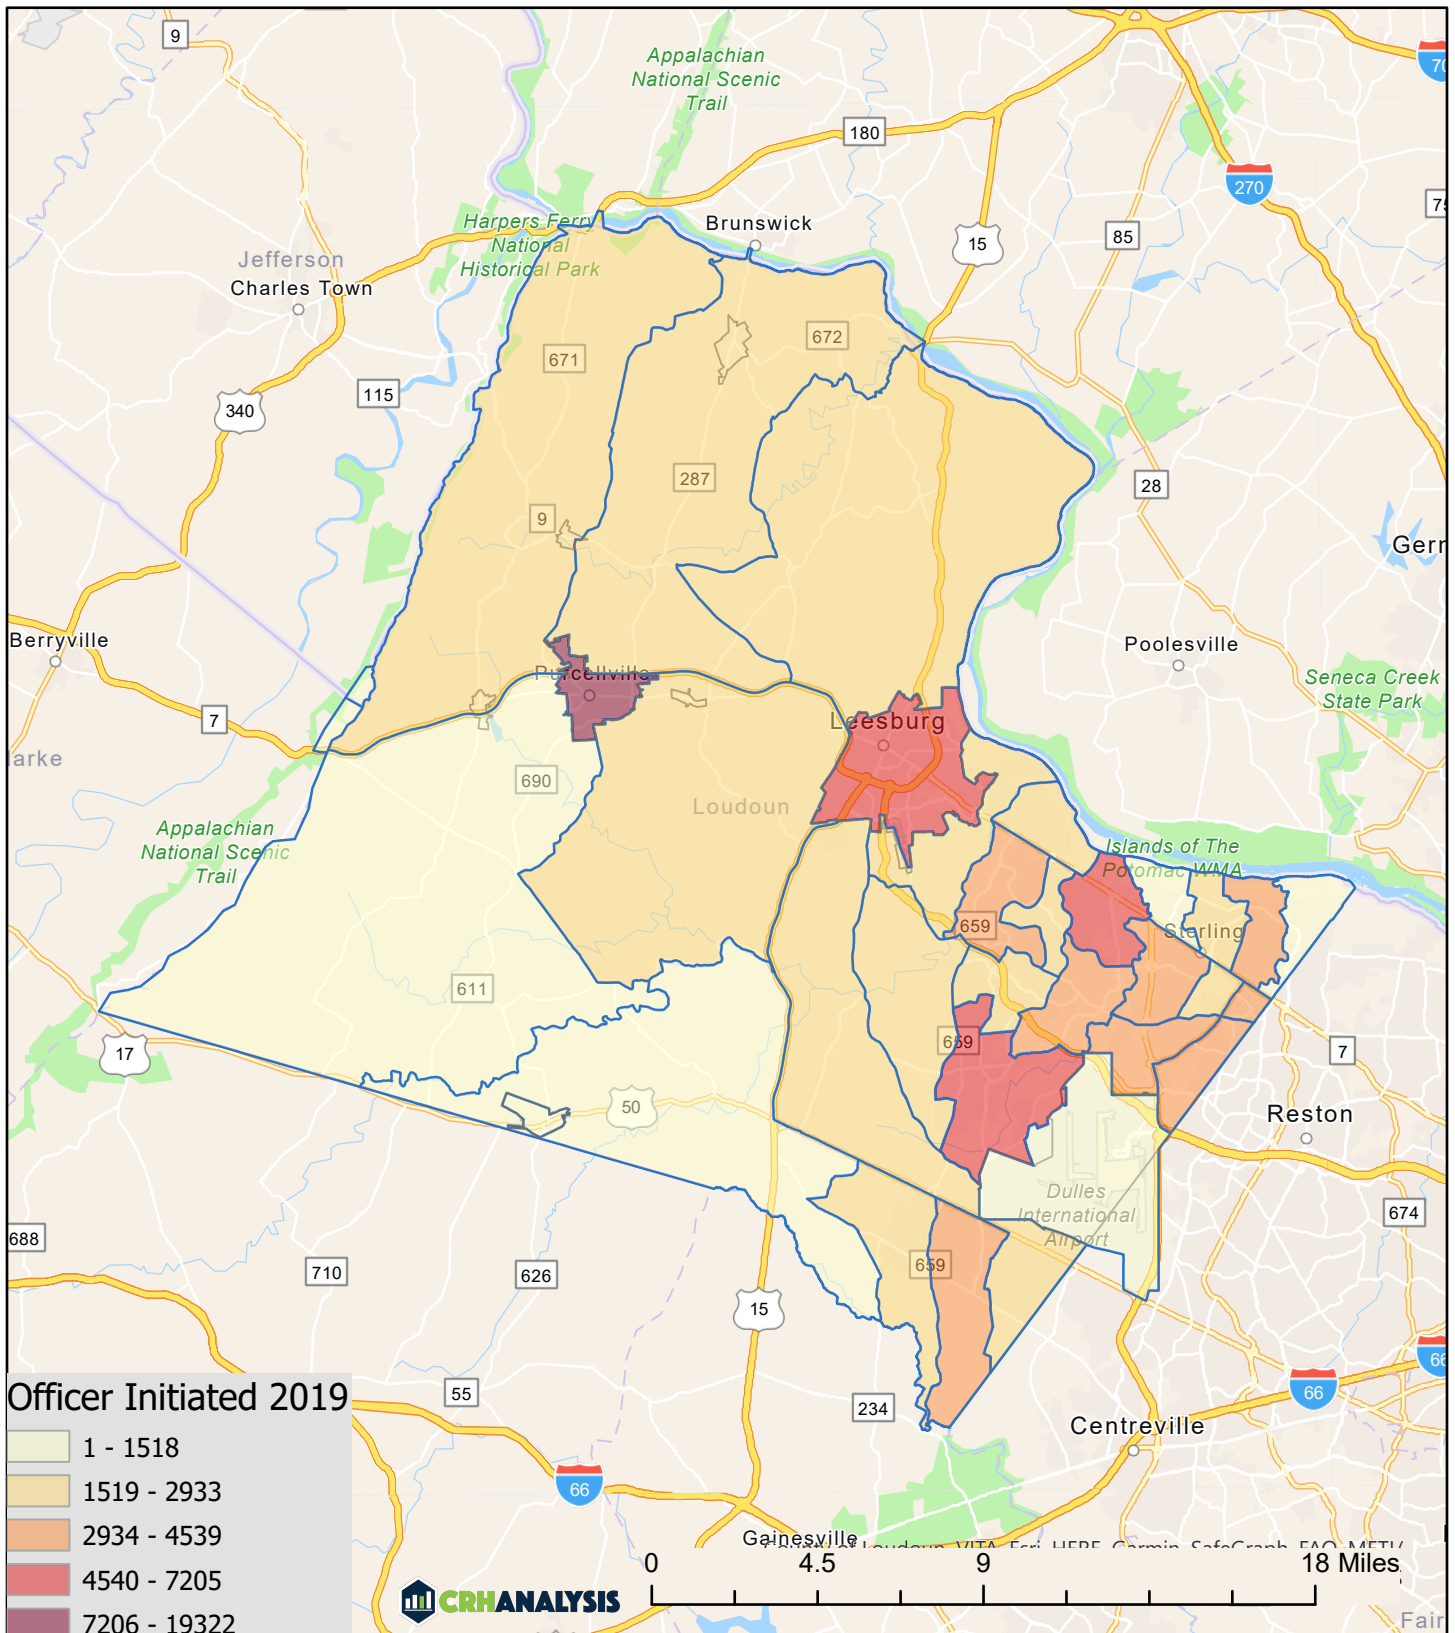 9
Appalachian
National Scenic
Trail
180
270
Brunswick
Harpers Ferry
National
Historical Park
15
85
Jefferson
Charles Town
671
672
115
340
287
28
9
Berryville
Poolesville
Purcellville
Seneca Creek
State Park
7
Leesburg
690
Loudoun
Appalachian
National Scenic
Trail
Islands of The
Potomac WMA
659
Sterling
611
17
659
7
50
Reston
Dulles
International
Airport
674
688
710
626
659
15
66
66
55
234
Centreville
66
Gainesville
Officer Initiated 2019
1 - 1518
1519 - 2933
2934 - 4539
4540 - 7205
7206 - 19322
CRHANALYSIS
0 4.5 9 18 Miles